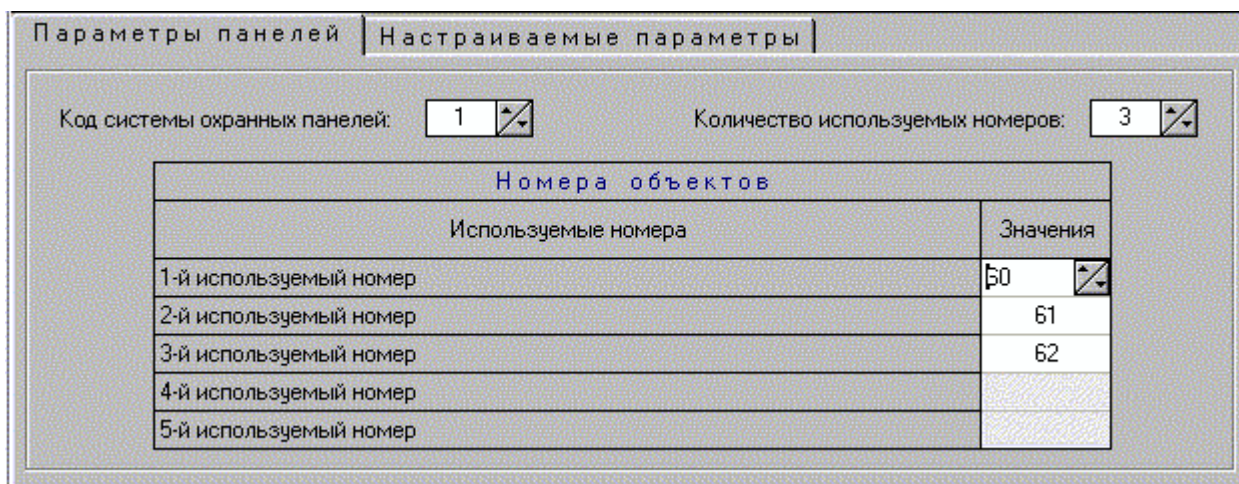 Параметры панелей Настраиваемые параметры
Код системы охранных панелей: 1 Количество используемых номеров: 3
Номера объектов
Используемые номера Значения
1-й используемый номер 60
2-й используемый номер 61
3-й используемый номер 62
4-й используемый номер
5-й используемый номер